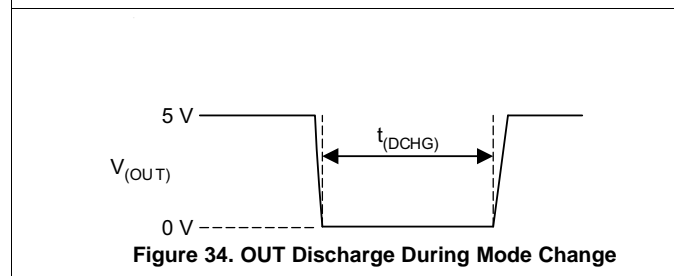 5 V
t(DCHG)
V(OUT)
0 V
Figure 34. OUT Discharge During Mode Change